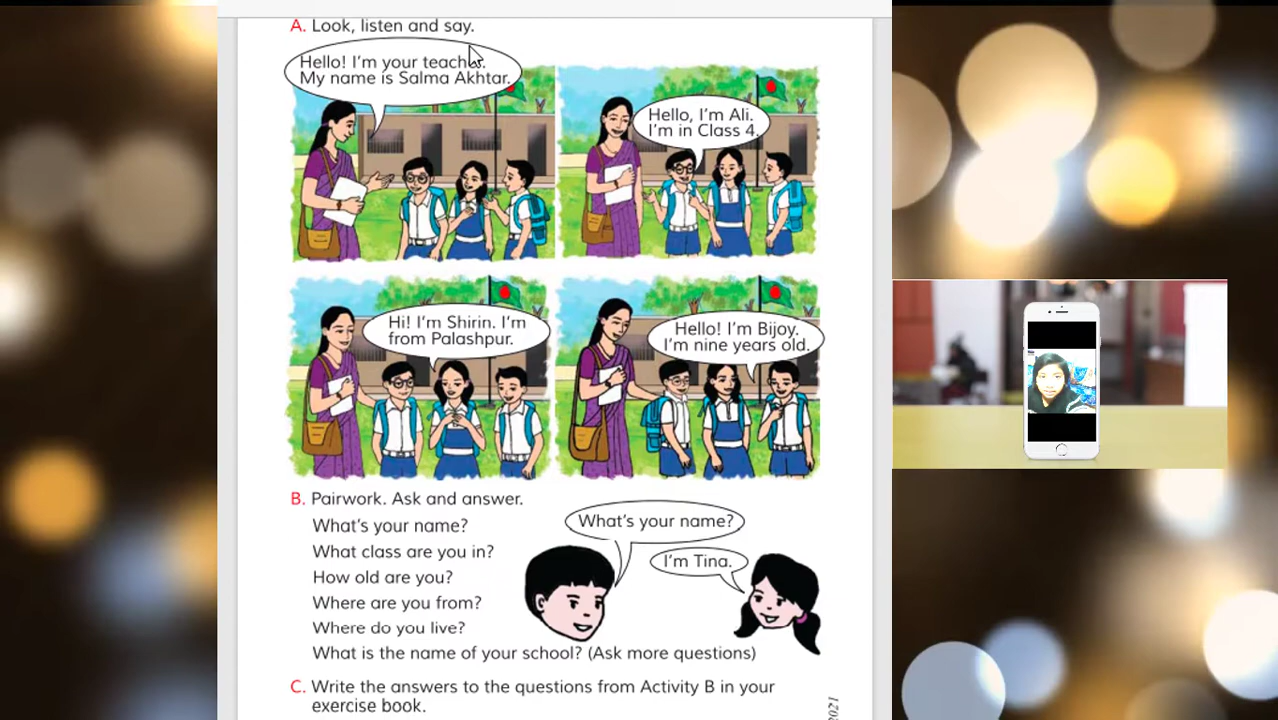 A. Look, listen and say.
Hello! I'm your teacher.
My name is Salma Akhtar.
Hello, I'm Ali.
I'm in Class 4.
Hi! I'm Shirin. I'm
from Palashpur.
Hello! I'm Bijoy.
I'm nine years old.
B. Pairwork. Ask and answer.
What's your name?
What class are you in?
How old are you?
Where are you from?
Where do you live?
What is the name of your school? (Ask more questions)
What's your name?
I'm Tina.
C. Write the answers to the questions from Activity B in your
exercise book.
2021